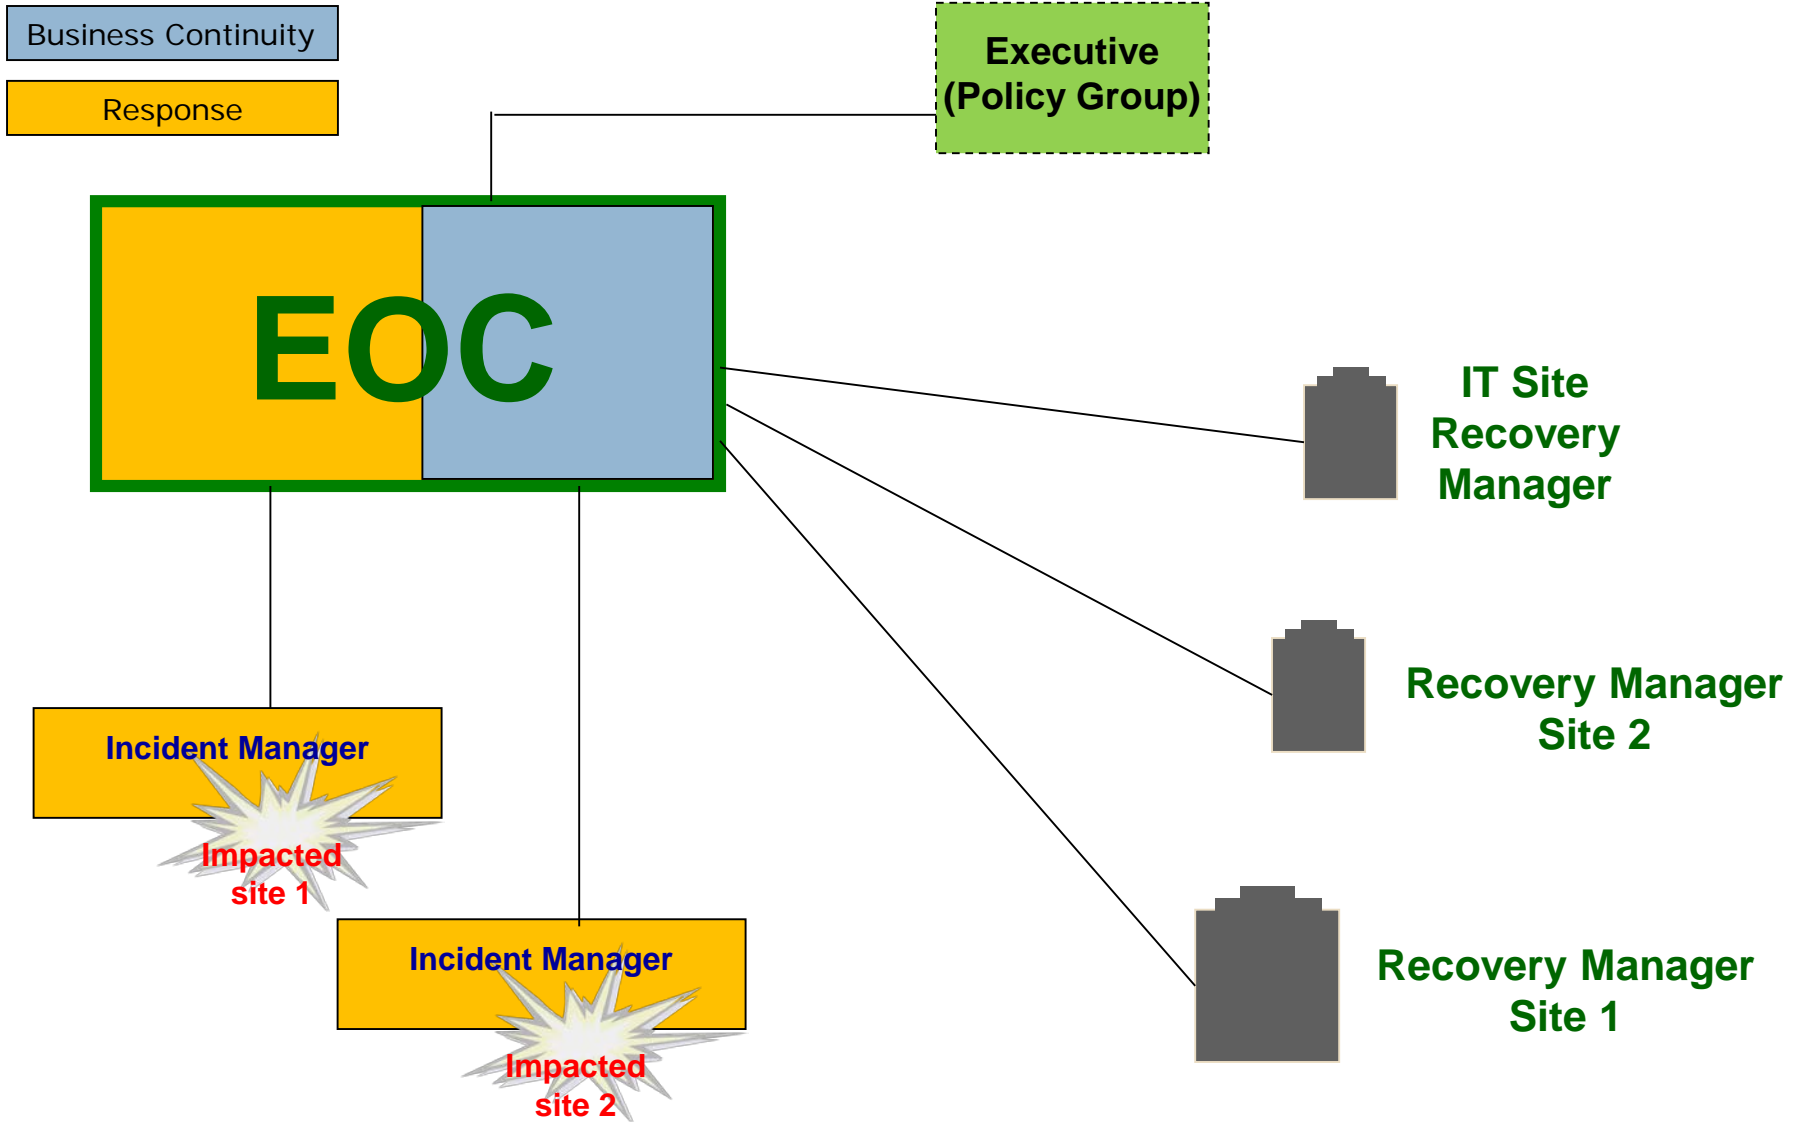 Business Continuity
Response
Executive
(Policy Group)
EOC
IT Site
Recovery
Manager
Recovery Manager
Site 2
Incident Manager
Impacted
site 1
Incident Manager
Impacted
site 2
Recovery Manager
Site 1